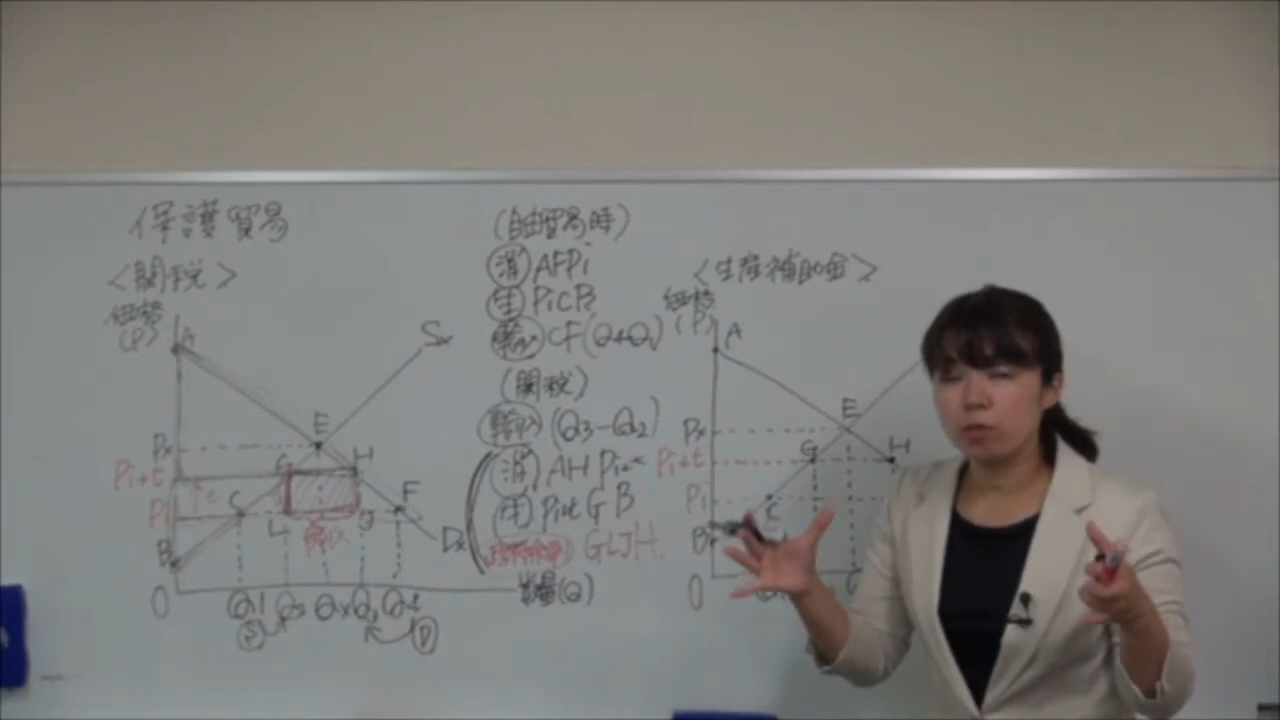 保護貿易
<関税>
価格
(P)
A
Sx
E
Px
Pi+t
G
H
t
Pi
C
F
L
J
輸入
B
Dx
O
Q1
Q2
Qx
Q3
Q4
数量(Q)
S
D
(自由貿易時)
消 AFPi
生 PiCB
輸入 CF(Q4-Q1)
(関税)
輸入 (Q3-Q2)
消 AH Pi+t
生 Pi+t G B
GLJH
<生産補助金>
価格
(P)
A
E
Px
Pi+t
G
H
Pi
C
B
O